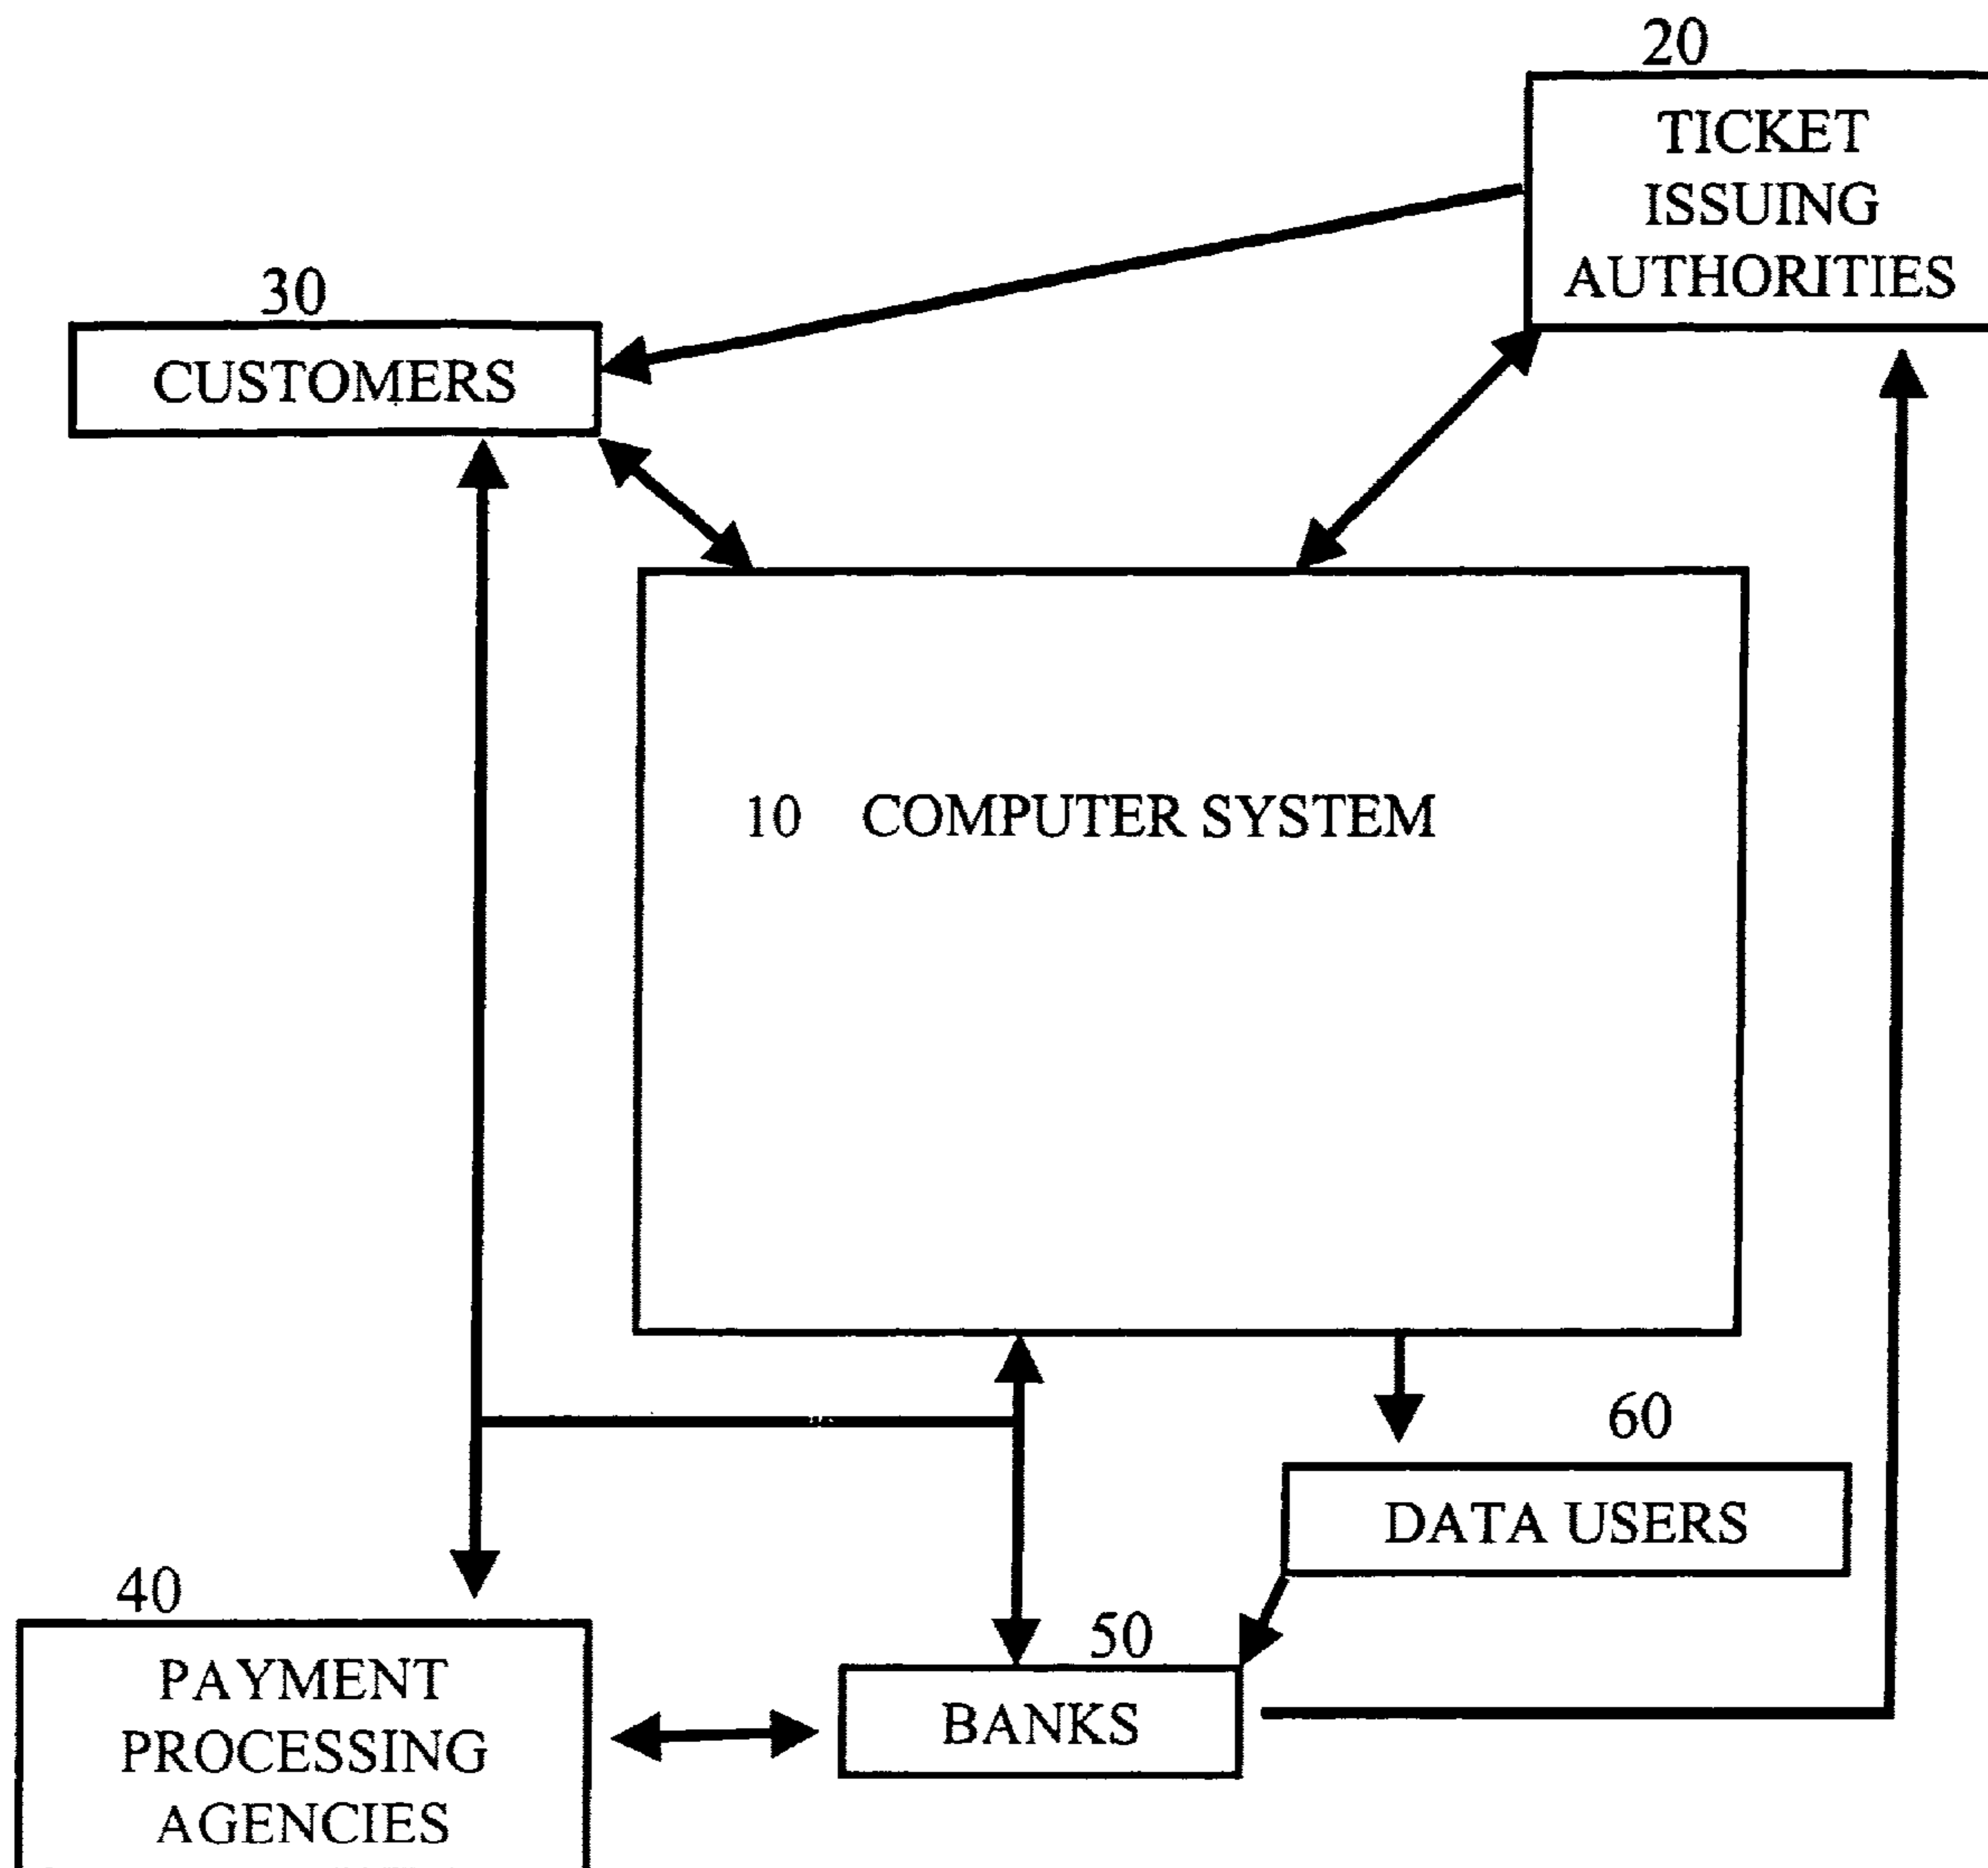 20
TICKET
ISSUING
AUTHORITIES
30
CUSTOMERS
10 COMPUTER SYSTEM
60
DATA USERS
40
PAYMENT
PROCESSING
AGENCIES
50
BANKS